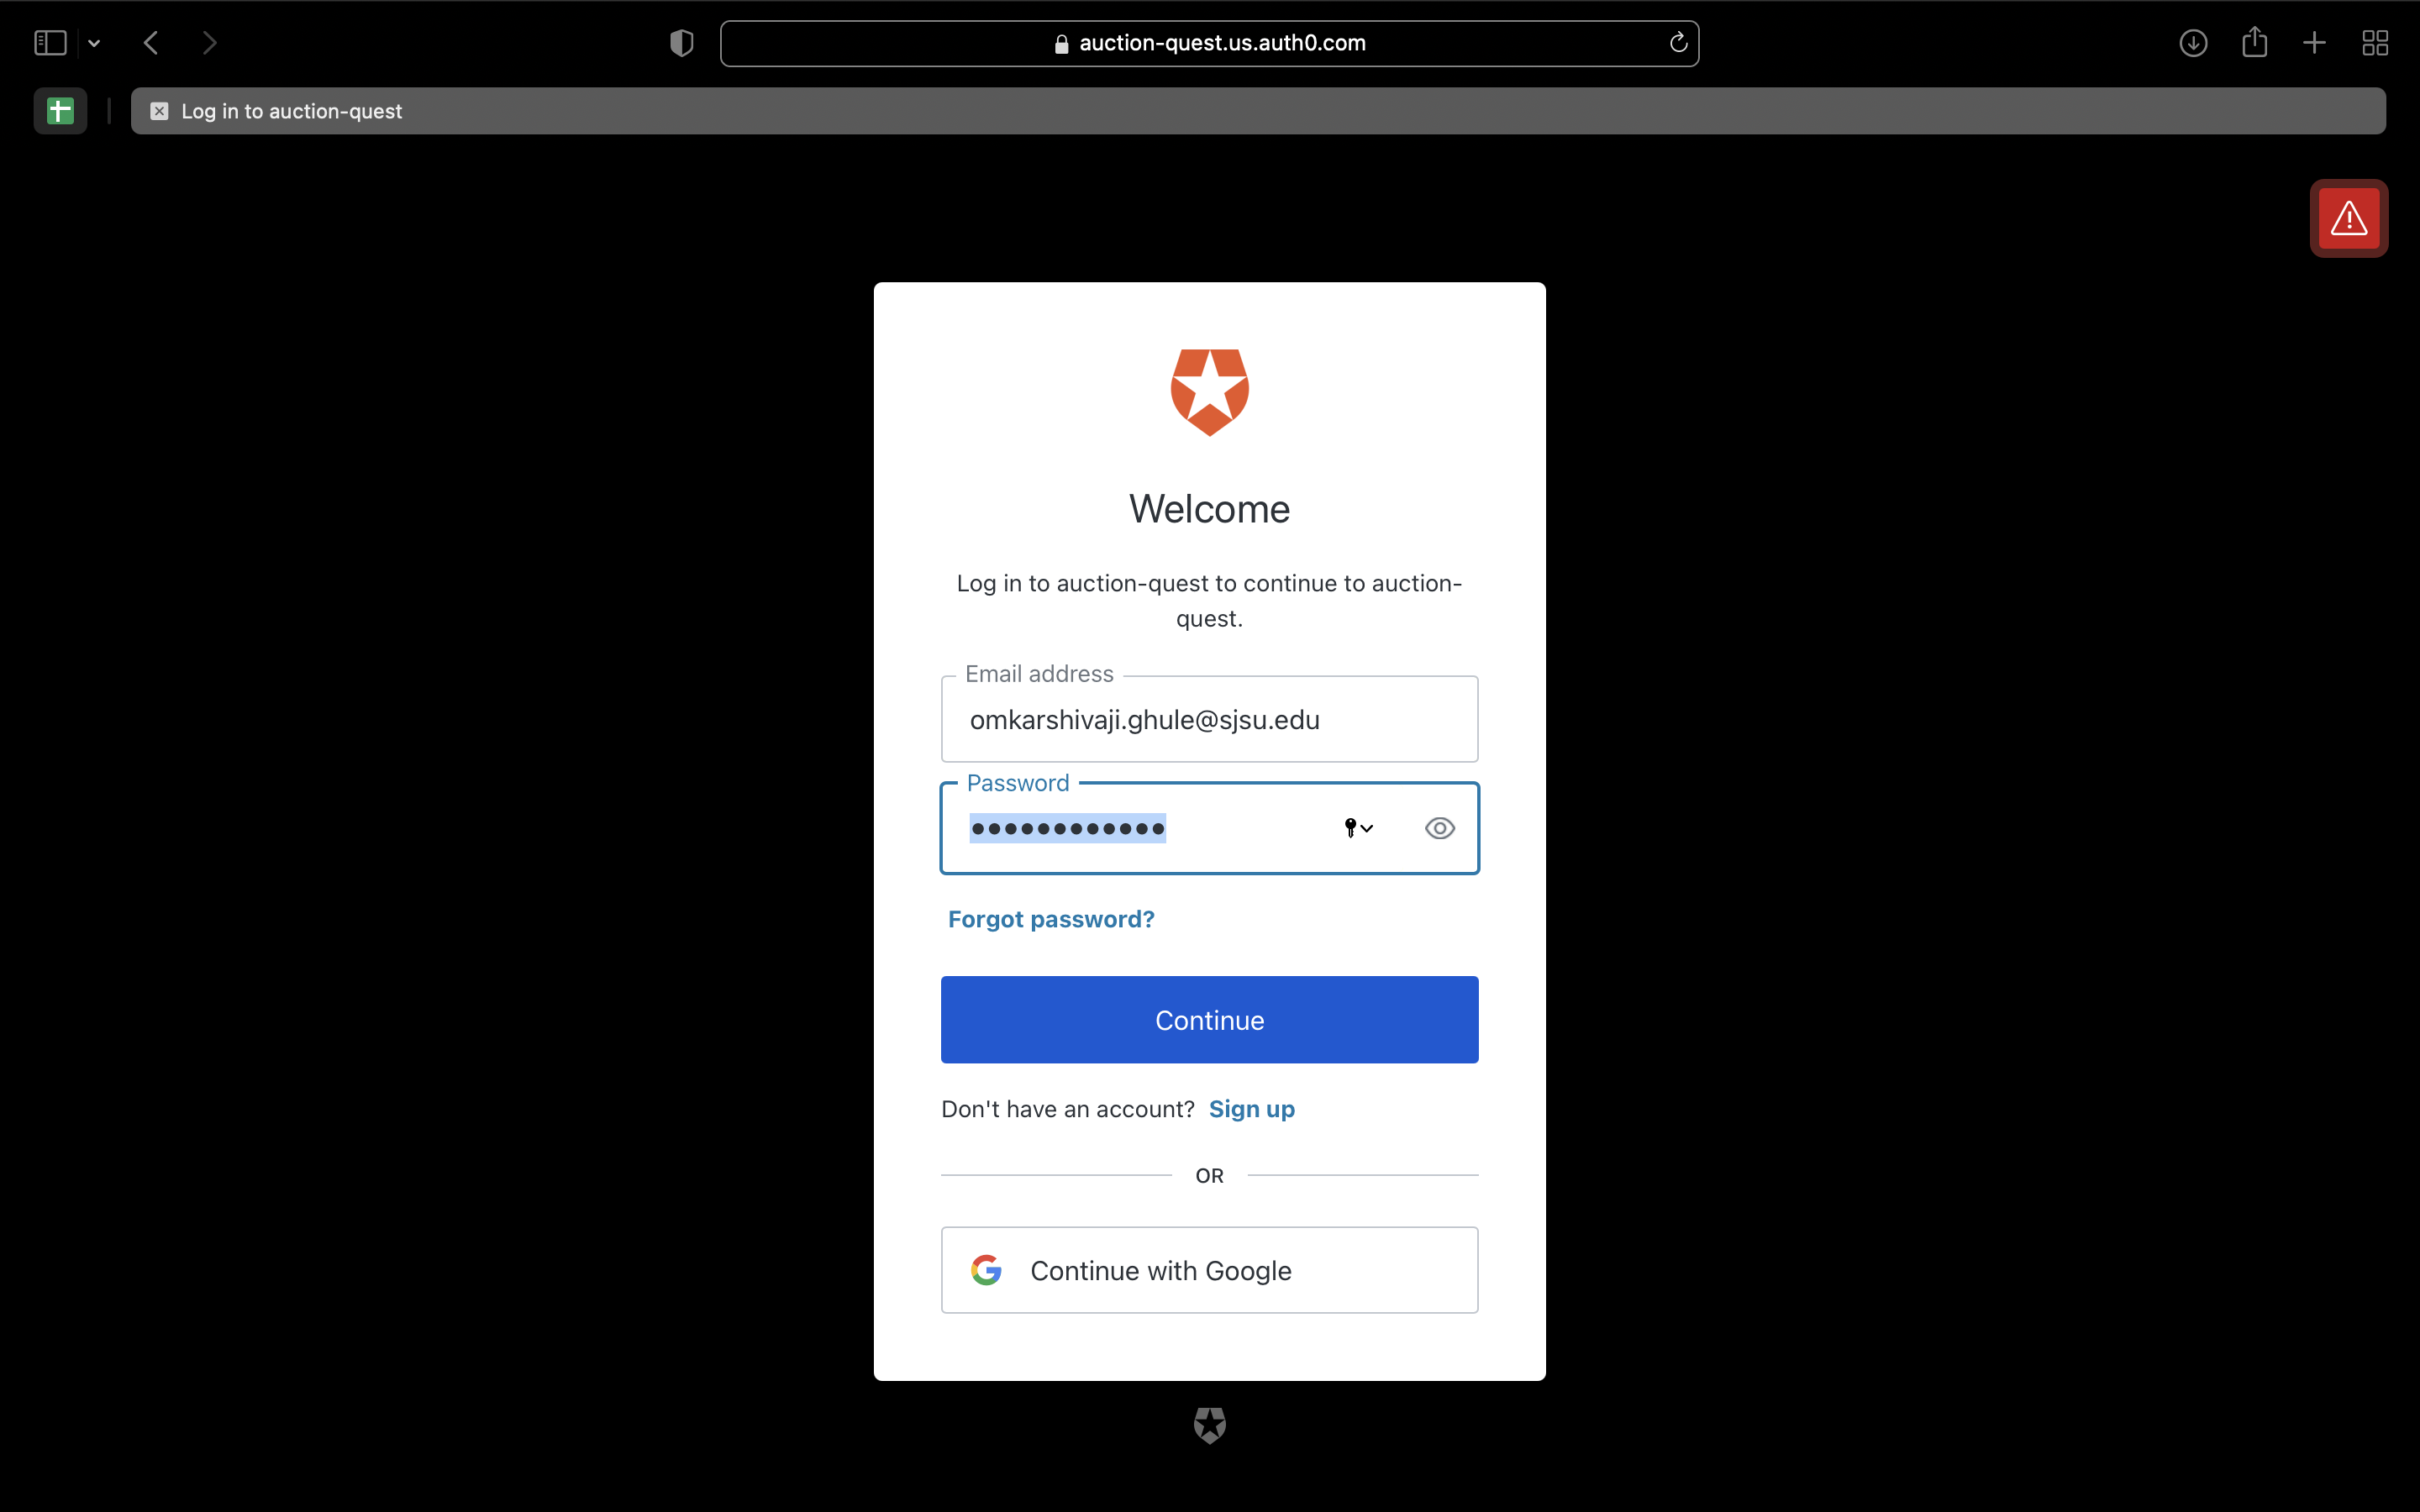 auction-quest.us.auth0.com
Log in to auction-quest
Welcome
Log in to auction-quest to continue to auction-
quest.
Email address
omkarshivaji.ghule@sjsu.edu
Password
Forgot password?
Continue
Don't have an account? Sign up
OR
Continue with Google